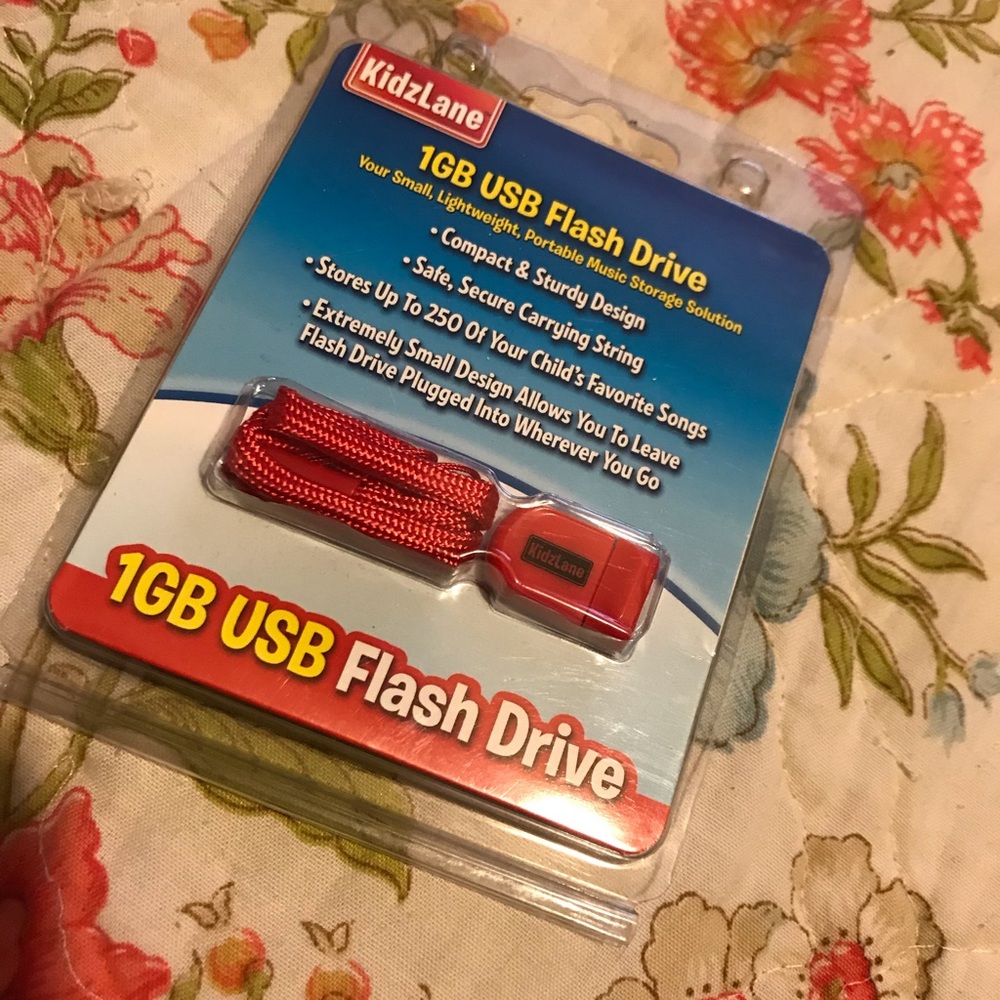 KidzLane
1GB USB Flash Drive
Your Small, Lightweight, Portable Music Storage Solution
• Compact & Sturdy Design
• Safe, Secure Carrying String
• Stores Up To 250 Of Your Child's Favorite Songs
• Extremely Small Design Allows You To Leave
Flash Drive Plugged Into Wherever You Go
KidzLane
1GB USB Flash Drive